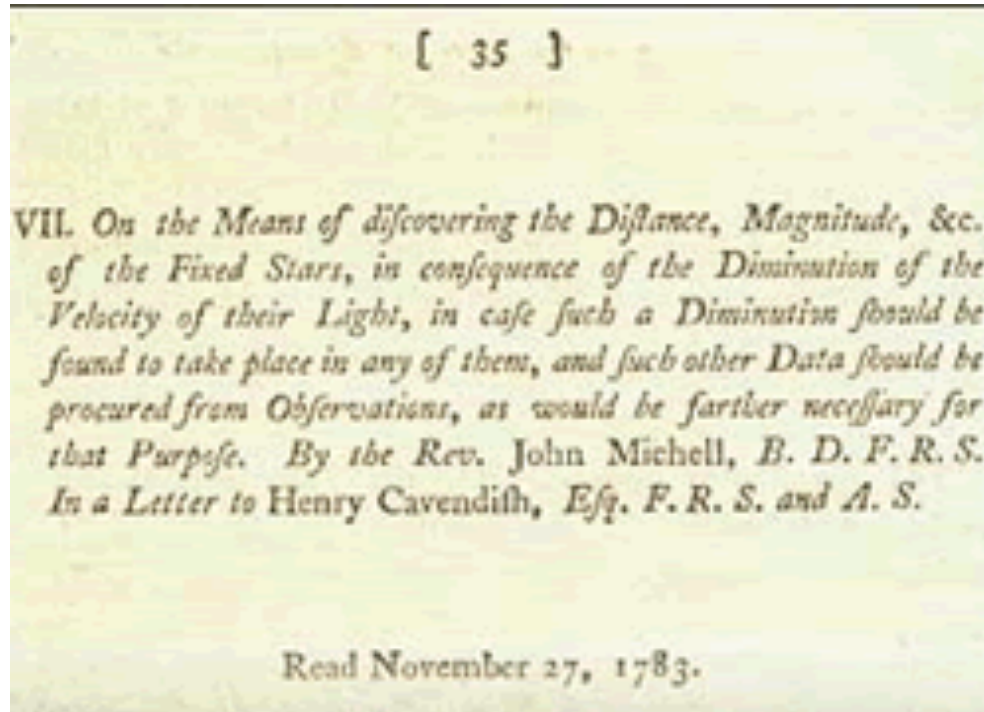 [ 35 ]
VII. On the Means of diſcovering the Diſtance, Magnitude, &c.
of the Fixed Stars, in conſequence of the Diminution of the
Velocity of their Light, in caſe ſuch a Diminution ſhould be
found to take place in any of them, and ſuch other Data ſhould be
procured from Obſervations, as would be farther neceſſary for
that Purpoſe. By the Rev. John Michell, B. D. F. R. S.
In a Letter to Henry Cavendiſh, Eſq. F. R. S. and A. S.
Read November 27, 1783.